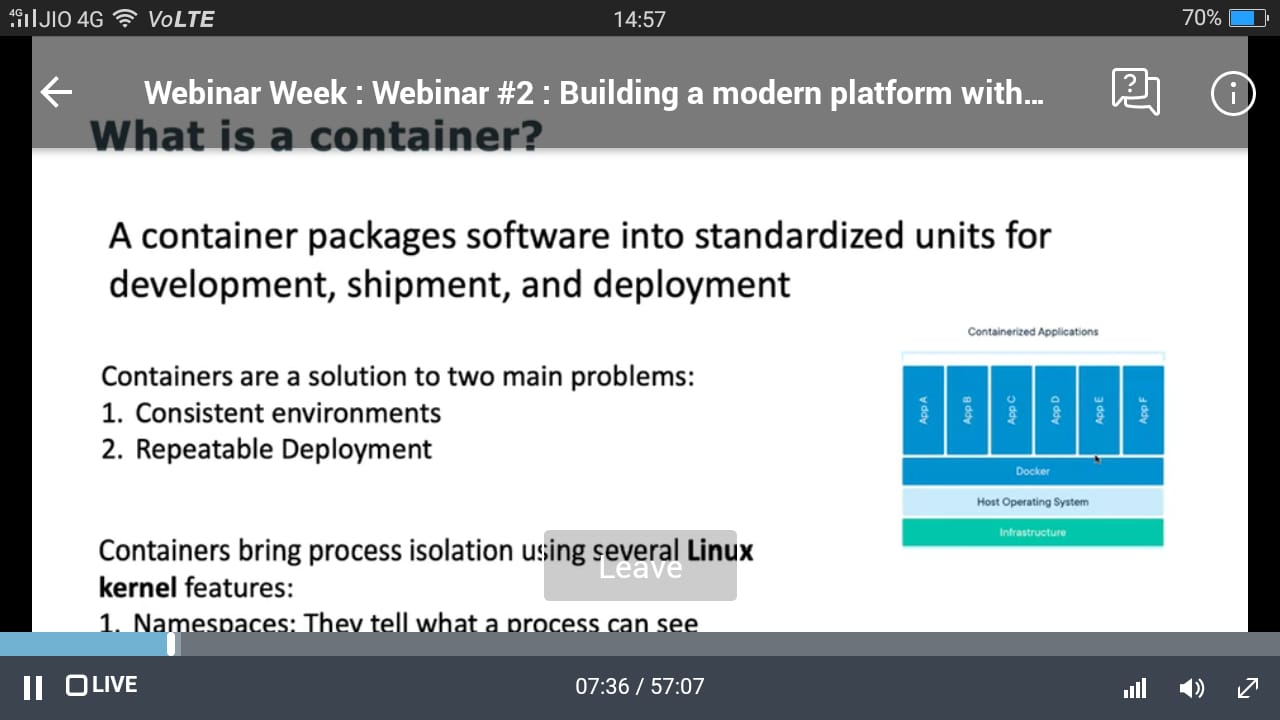 4G JIO 4G VoLTE 14:57 70%
Webinar Week : Webinar #2 : Building a modern platform with...
What is a container?
A container packages software into standardized units for
development, shipment, and deployment
Containerized Applications
Containers are a solution to two main problems:
1. Consistent environments
2. Repeatable Deployment
App A
App B
App C
App D
App E
App F
Docker
Host Operating System
Infrastructure
Containers bring process isolation using several Linux
kernel features:
Leave
1. Namespaces: They tell what a process can see
LIVE 07:36 / 57:07